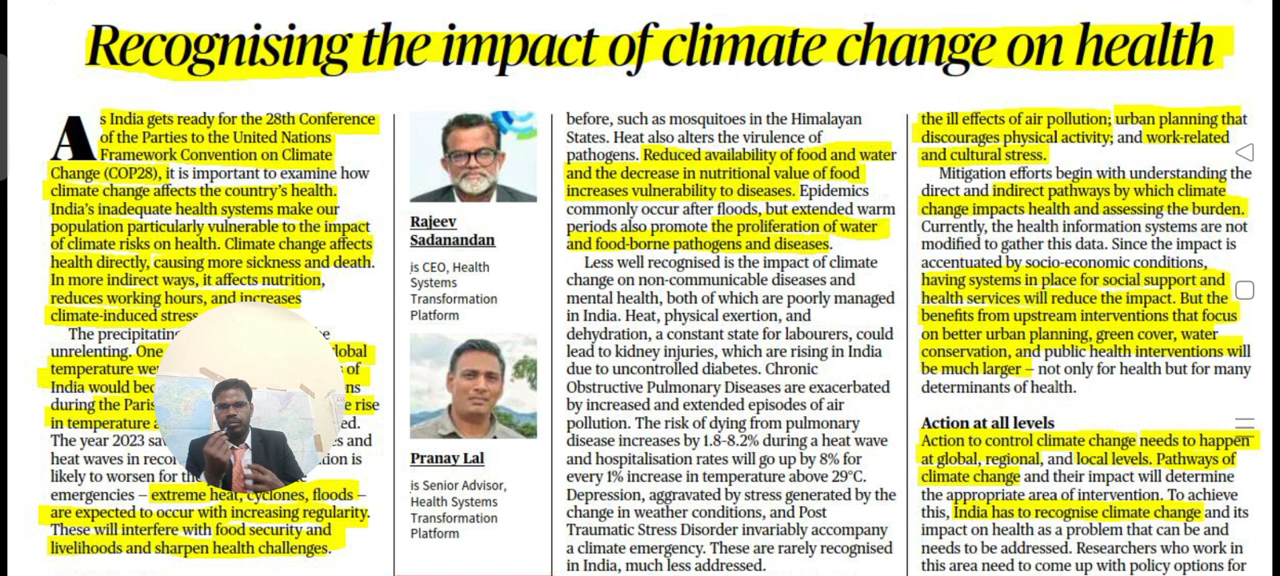 Recognising the impact of climate change on health
As India gets ready for the 28th Conference
of the Parties to the United Nations
Framework Convention on Climate
Change (COP28), it is important to examine how
climate change affects the country's health.
India's inadequate health systems make our
population particularly vulnerable to the impact
of climate risks on health. Climate change affects
health directly, causing more sickness and death.
In more indirect ways, it affects nutrition,
reduces working hours, and increases
climate-induced stress
The
unrelenting. One
temperature of
India would
during the rise
in temperature
The year 2023 and
heat waves in is
likely to worsen for
emergencies – extreme heat, cyclones, floods –
are expected to occur with increasing regularity.
These will interfere with food security and
livelihoods and sharpen health challenges.
Rajeev
Sadanandan
is CEO, Health
Systems
Transformation
Platform
Pranay Lal
is Senior Advisor,
Health Systems
Transformation
Platform
before, such as mosquitoes in the Himalayan
States. Heat also alters the virulence of
pathogens. Reduced availability of food and water
and the decrease in nutritional value of food
increases vulnerability to diseases. Epidemics
commonly occur after floods, but extended warm
periods also promote the proliferation of water
and food-borne pathogens and diseases.
Less well recognised is the impact of climate
change on non-communicable diseases and
mental health, both of which are poorly managed
in India. Heat, physical exertion, and
dehydration, a constant state for labourers, could
lead to kidney injuries, which are rising in India
due to uncontrolled diabetes. Chronic
Obstructive Pulmonary Diseases are exacerbated
by increased and extended episodes of air
pollution. The risk of dying from pulmonary
disease increases by 1.8-8.2% during a heat wave
and hospitalisation rates will go up by 8% for
every 1% increase in temperature above 29°C.
Depression, aggravated by stress generated by the
change in weather conditions, and Post
Traumatic Stress Disorder invariably accompany
a climate emergency. These are rarely recognised
in India, much less addressed.
the ill effects of air pollution; urban planning that
discourages physical activity; and work-related
and cultural stress.
Mitigation efforts begin with understanding the
direct and indirect pathways by which climate
change impacts health and assessing the burden.
Currently, the health information systems are not
modified to gather this data. Since the impact is
accentuated by socio-economic conditions,
having systems in place for social support and
health services will reduce the impact. But the
benefits from upstream interventions that focus
on better urban planning, green cover, water
conservation, and public health interventions will
be much larger – not only for health but for many
determinants of health.
Action at all levels
Action to control climate change needs to happen
at global, regional, and local levels. Pathways of
climate change and their impact will determine
the appropriate area of intervention. To achieve
this, India has to recognise climate change and its
impact on health as a problem that can be and
needs to be addressed. Researchers who work in
this area need to come up with policy options for